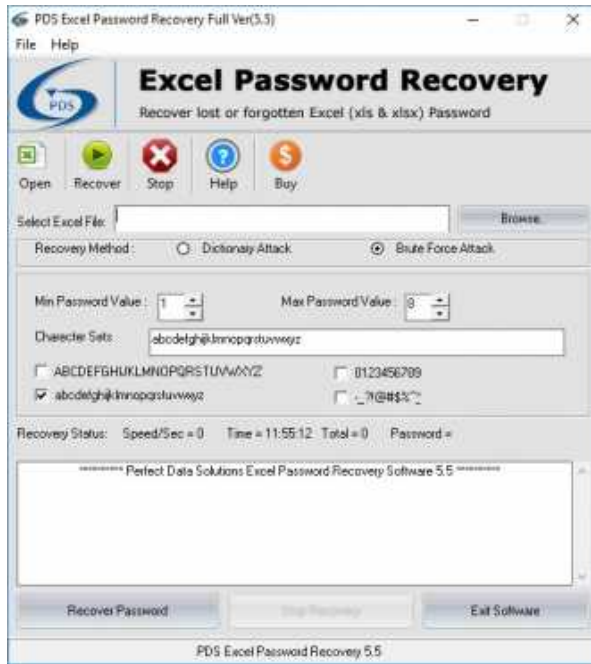 PDS Excel Password Recovery Full Ver(5.5)
File Help
PDS
Excel Password Recovery
Recover lost or forgotten Excel (xls & xlsx) Password
Open Recover Stop Help Buy
Select Excel File: Browse
Recovery Method : Dictionary Attack Brute Force Attack
Min Password Value : 1 Max Password Value : 8
Character Sets abcdefghijklmnopqrstuvwxyz
ABCDEFGHIJKLMNOPQRSTUVWXYZ 0123456789
abcdefghijklmnopqrstuvwxyz
Recovery Status: Speed/Sec = 0 Time = 11:55:12 Total = 0 Password =
********* Perfect Data Solutions Excel Password Recovery Software 5.5 *********
Recover Password Stop Recovery Exit Software
PDS Excel Password Recovery 5.5